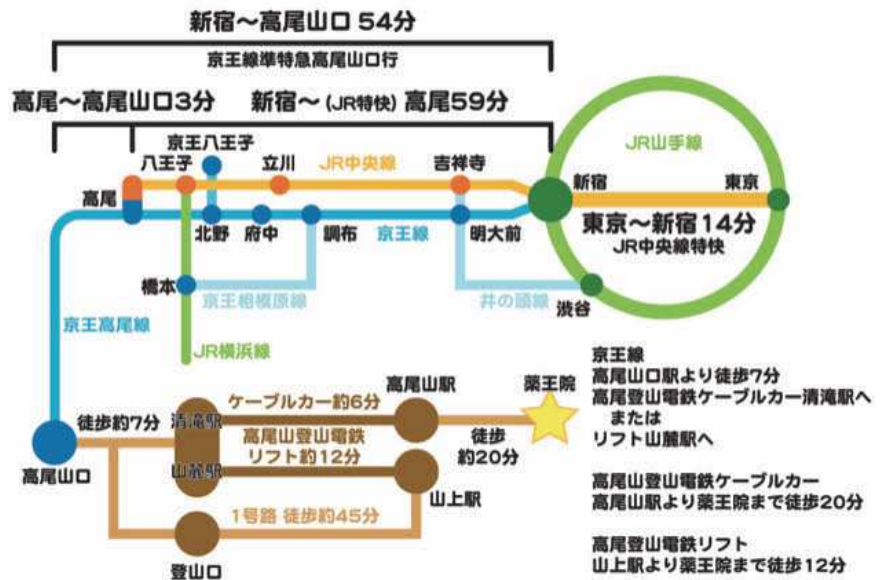 新宿～高尾山口 54分
京王線準特急高尾山口行
高尾～高尾山口3分
新宿～(JR特快) 高尾59分
京王八王子
八王子
立川
JR中央線
吉祥寺
JR山手線
新宿
東京
高尾
北野
府中
調布
京王線
明大前
東京～新宿14分
JR中央線特快
橋本
京王相模原線
井の頭線
渋谷
京王高尾線
JR横浜線
高尾山駅
薬王院
ケーブルカー約6分
徒歩約7分
清滝駅
高尾山登山電鉄
リフト約12分
徒歩
約20分
高尾山口
山麓駅
山上駅
1号路 徒歩約45分
登山口
京王線
高尾山口駅より徒歩7分
高尾登山電鉄ケーブルカー清滝駅へ
または
リフト山麓駅へ
高尾山登山電鉄ケーブルカー
高尾山駅より薬王院まで徒歩20分
高尾登山電鉄リフト
山上駅より薬王院まで徒歩12分